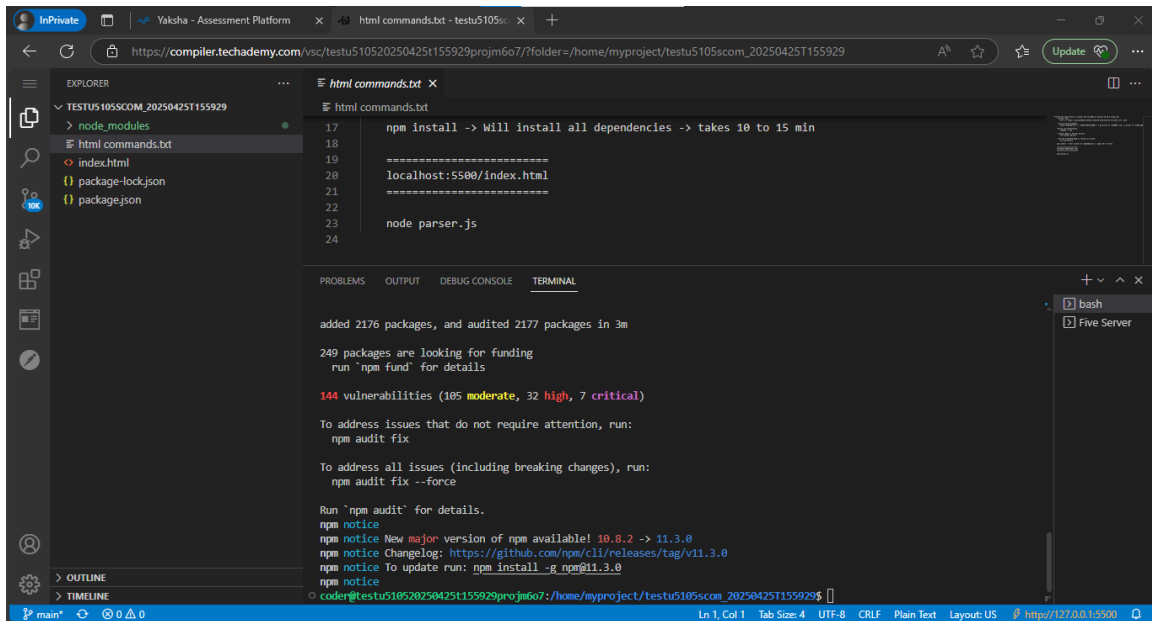 InPrivate
Yaksha - Assessment Platform
html commands.txt - testu5105sc
https://compiler.techademy.com/vsc/testu510520250425t155929projm6o7/?folder=/home/myproject/testu5105scom_20250425T155929
Update
EXPLORER
TESTU5105SCOM_20250425T155929
node_modules
html commands.txt
index.html
package-lock.json
package.json
10K
OUTLINE
TIMELINE
html commands.txt
html commands.txt
17 npm install -> Will install all dependencies -> takes 10 to 15 min
18
19 =========================
20 localhost:5500/index.html
21 =========================
22
23 node parser.js
24
PROBLEMS OUTPUT DEBUG CONSOLE TERMINAL
bash
Five Server
added 2176 packages, and audited 2177 packages in 3m
249 packages are looking for funding
run `npm fund` for details
144 vulnerabilities (105 moderate, 32 high, 7 critical)
To address issues that do not require attention, run:
npm audit fix
To address all issues (including breaking changes), run:
npm audit fix --force
Run `npm audit` for details.
npm notice
npm notice New major version of npm available! 10.8.2 -> 11.3.0
npm notice Changelog: https://github.com/npm/cli/releases/tag/v11.3.0
npm notice To update run: npm install -g npm@11.3.0
npm notice
coder@testu510520250425t155929projm6o7:/home/myproject/testu5105scom_20250425T155929$
main* 0 0 Ln 1, Col 1 Tab Size: 4 UTF-8 CRLF Plain Text Layout: US http://127.0.0.1:5500